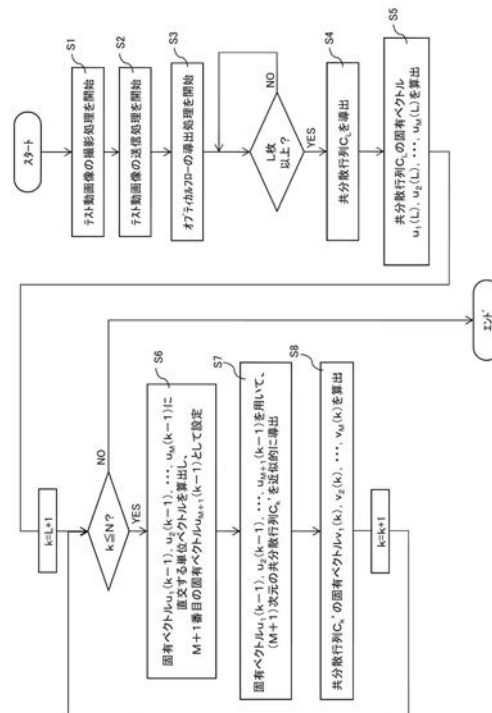 スタート
S1
テスト動画像の撮影処理を開始
S2
テスト動画像の送信処理を開始
S3
オプティカルフローの導出処理を開始
L枚
以上?
NO
YES
S4
共分散行列C_Lを導出
S5
共分散行列C_Lの固有ベクトル
u₁(L), u₂(L), ・・・, u_M(L)を算出
k=L+1
k≦N?
NO
YES
S6
固有ベクトルu₁(k−1), u₂(k−1), ・・・, u_M(k−1)に
直交する単位ベクトルを算出し、
M+1番目の固有ベクトルu_{M+1}(k−1)として設定
S7
固有ベクトルu₁(k−1), u₂(k−1), ・・・, u_{M+1}(k−1)を用いて、
(M+1)次元の共分散行列C_k'を近似的に導出
S8
共分散行列C_k'の固有ベクトルv₁(k), v₂(k), ・・・, v_M(k)を算出
k=k+1
エンド